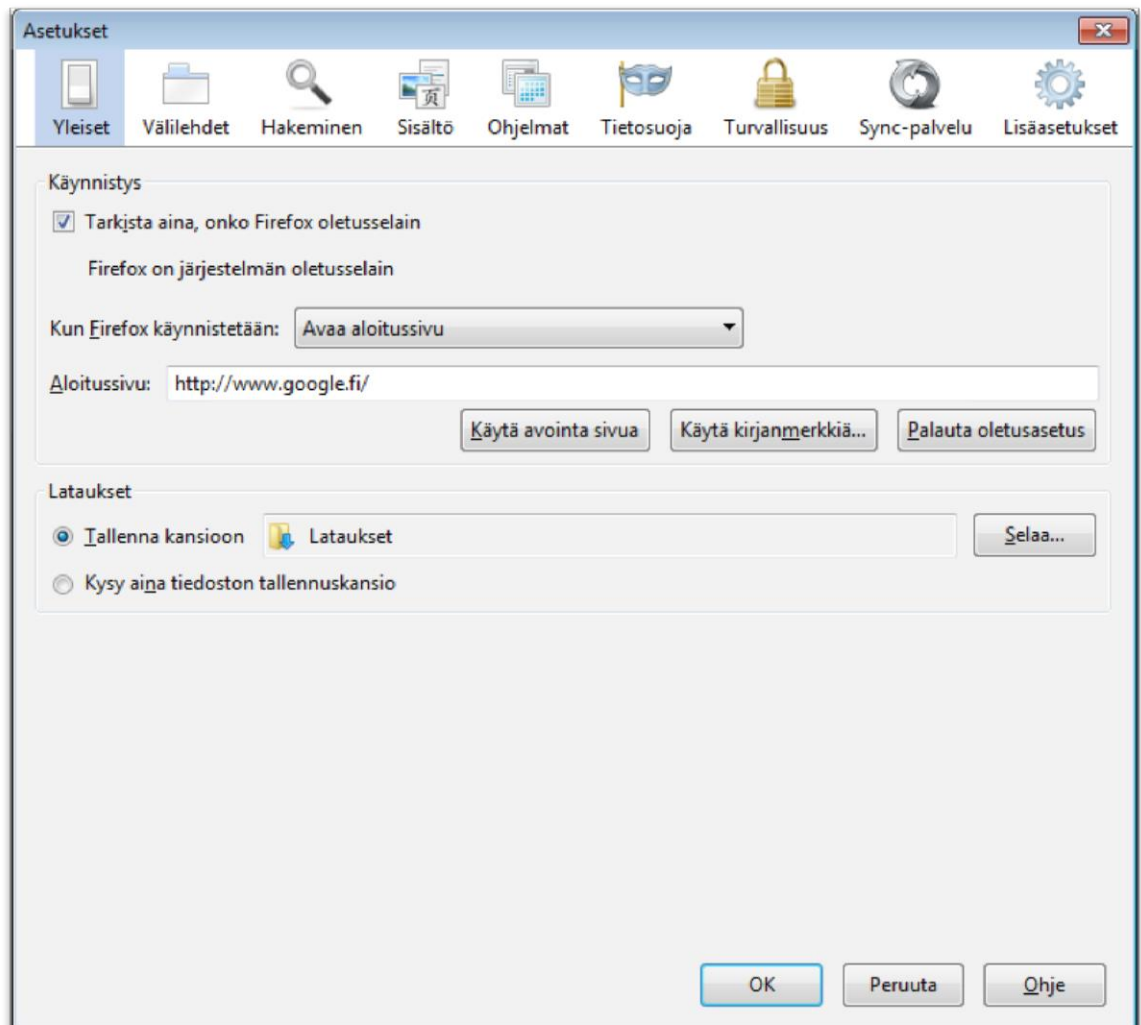 Asetukset
Yleiset Välilehdet Hakeminen Sisältö Ohjelmat Tietosuoja Turvallisuus Sync-palvelu Lisäasetukset
Käynnistys
Tarkista aina, onko Firefox oletusselain
Firefox on järjestelmän oletusselain
Kun Firefox käynnistetään: Avaa aloitussivu
Aloitussivu: http://www.google.fi/
Käytä avointa sivua Käytä kirjanmerkkiä... Palauta oletusasetus
Lataukset
Tallenna kansioon Lataukset Selaa...
Kysy aina tiedoston tallennuskansio
OK Peruuta Ohje